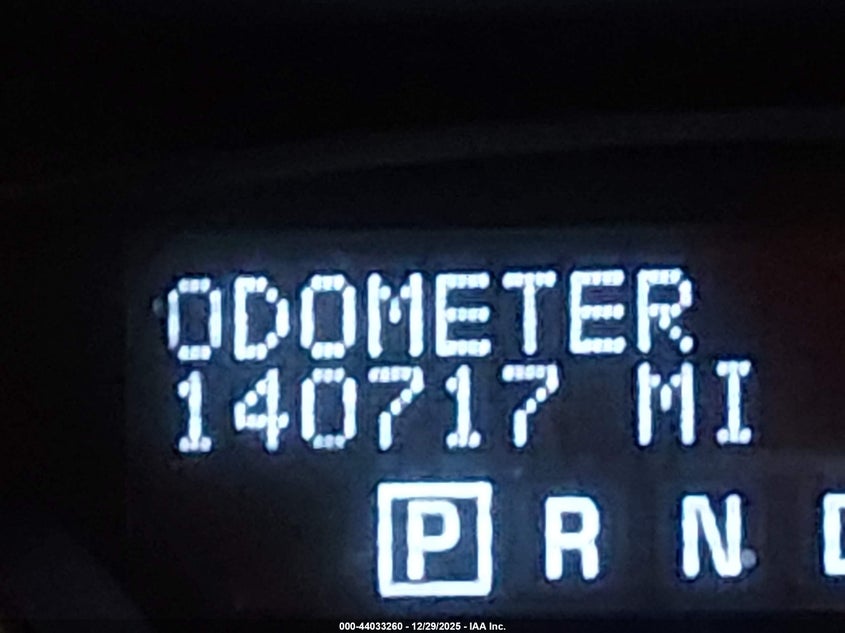 ODOMETER
140717 MI
P R N
000-44033260 - 12/29/2025 - IAA Inc.